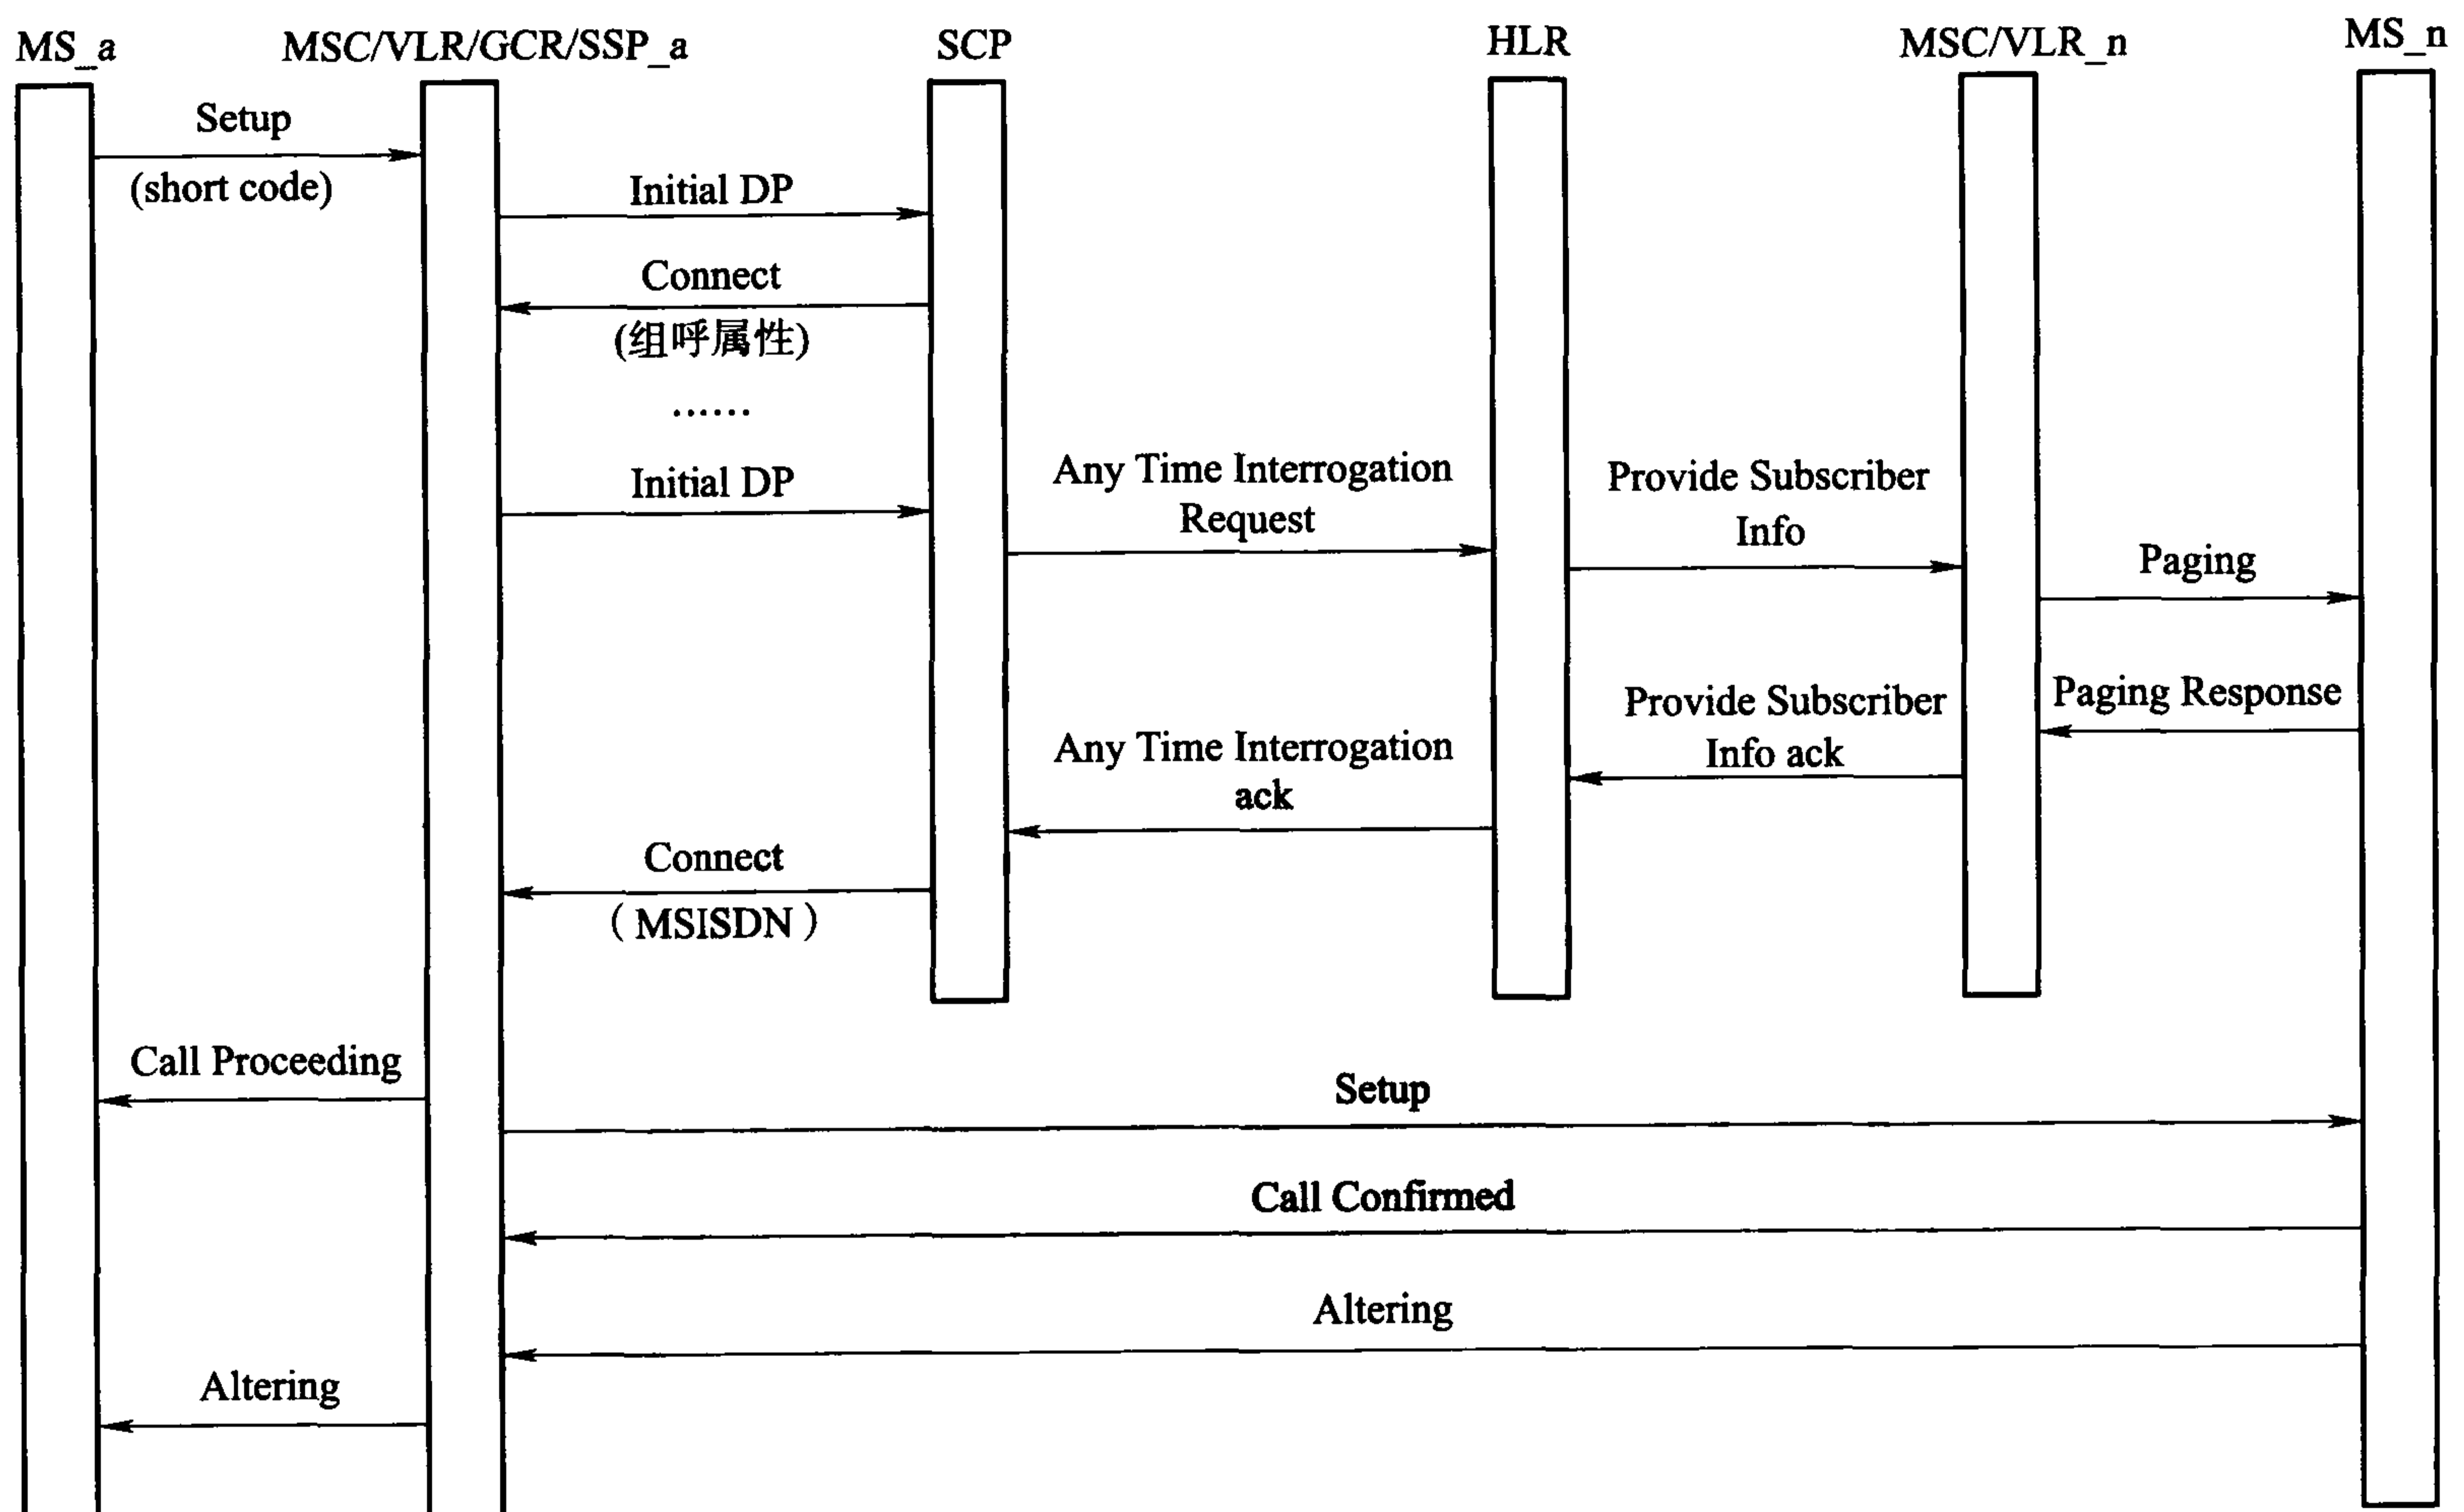 MS_a
MSC/VLR/GCR/SSP_a
SCP
HLR
MSC/VLR_n
MS_n
Setup
(short code)
Initial DP
Connect
(组呼属性)
......
Initial DP
Any Time Interrogation
Request
Provide Subscriber
Info
Paging
Paging Response
Provide Subscriber
Info ack
Any Time Interrogation
ack
Connect
（MSISDN）
Call Proceeding
Setup
Call Confirmed
Altering
Altering